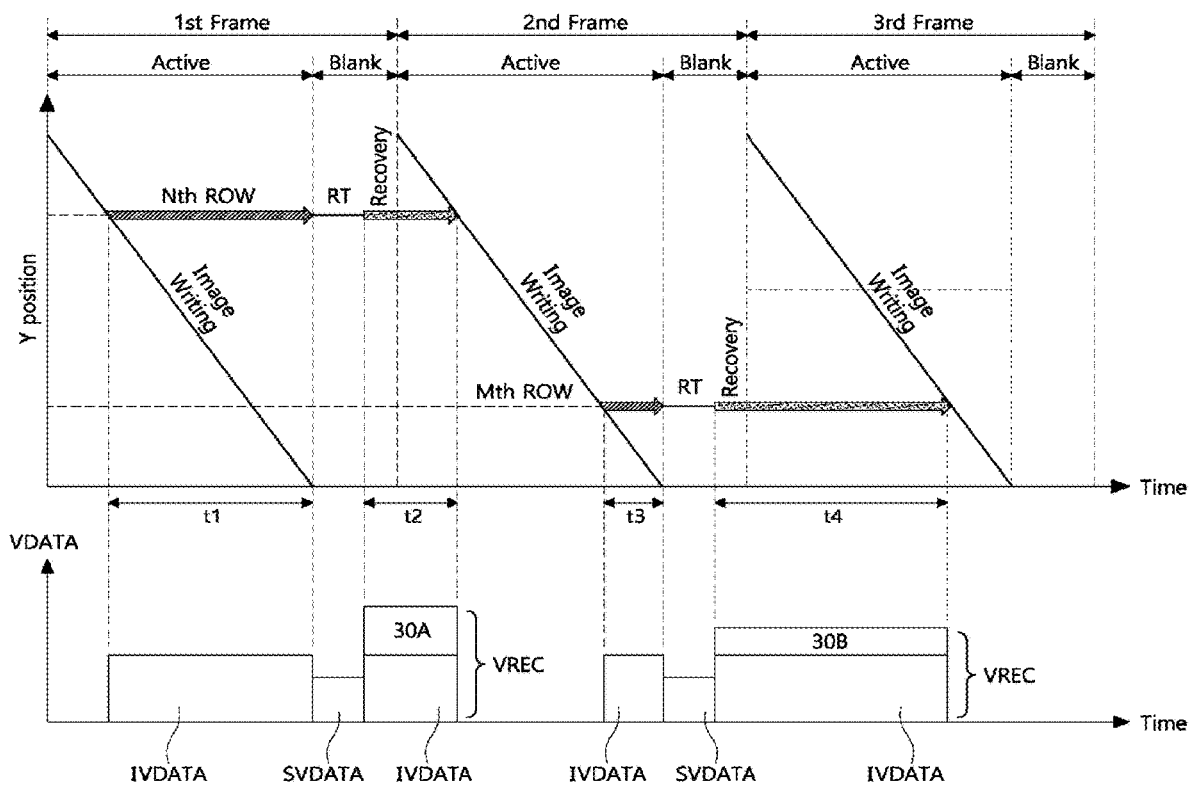 1st Frame 2nd Frame 3rd Frame
Active Blank Active Blank Active Blank
Y position
Nth ROW RT Recovery
Image Writing
Image Writing
Image Writing
Mth ROW RT Recovery
Time
t1 t2 t3 t4
VDATA
30A VREC
30B VREC
Time
IVDATA SVDATA IVDATA IVDATA SVDATA IVDATA